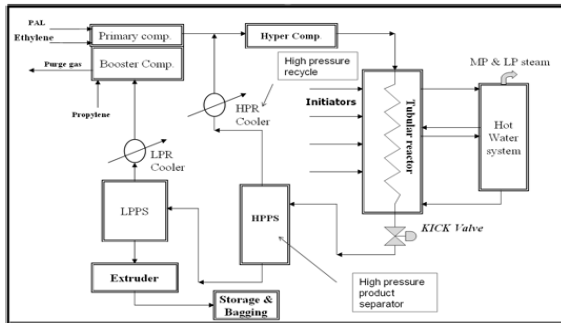 PAL
Ethylene
Primary comp.
Hyper Comp.
Purge gas
Booster Comp.
High pressure
recycle
MP & LP steam
Propylene
HPR
Cooler
Initiators
Tubular reactor
Hot
Water
system
LPR
Cooler
LPPS
HPPS
KICK Valve
Extruder
High pressure
product
separator
Storage &
Bagging